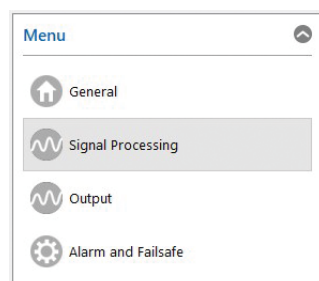 Menu
General
Signal Processing
Output
Alarm and Failsafe